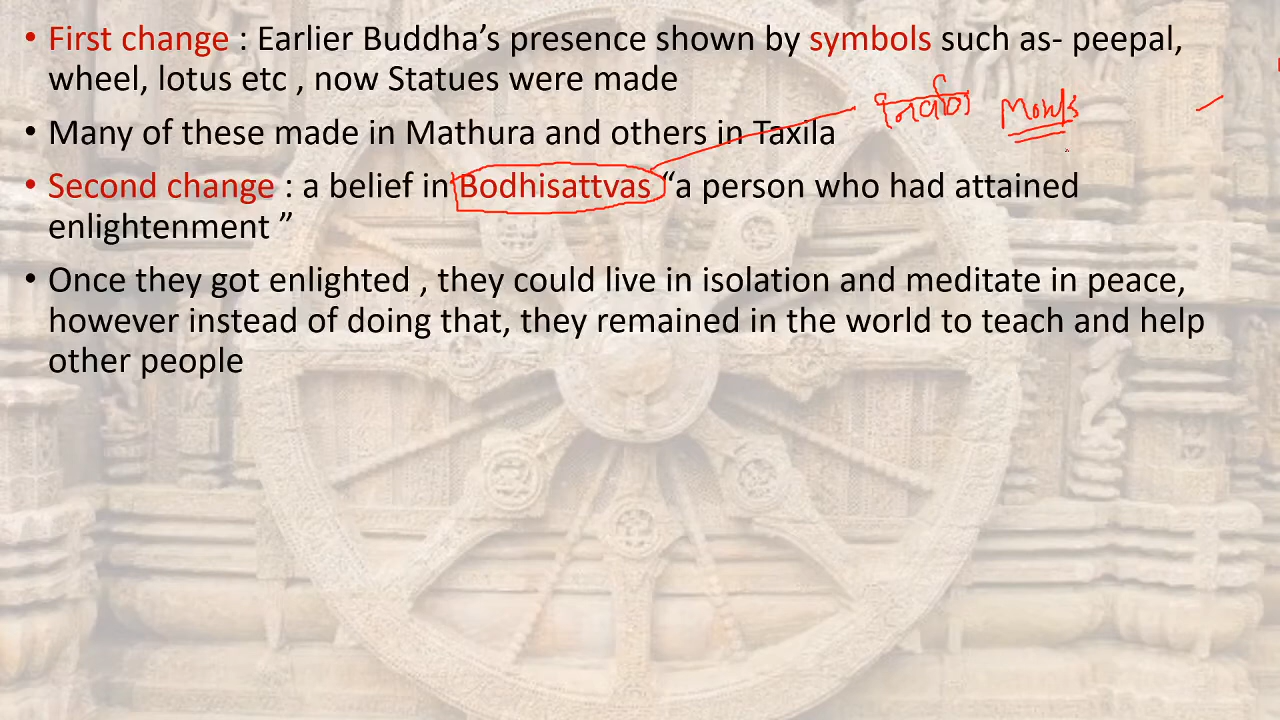 • First change : Earlier Buddha’s presence shown by symbols such as- peepal,
wheel, lotus etc , now Statues were made
Monks
• Many of these made in Mathura and others in Taxila
• Second change : a belief in Bodhisattvas “a person who had attained
enlightenment ”
• Once they got enlighted , they could live in isolation and meditate in peace,
however instead of doing that, they remained in the world to teach and help
other people